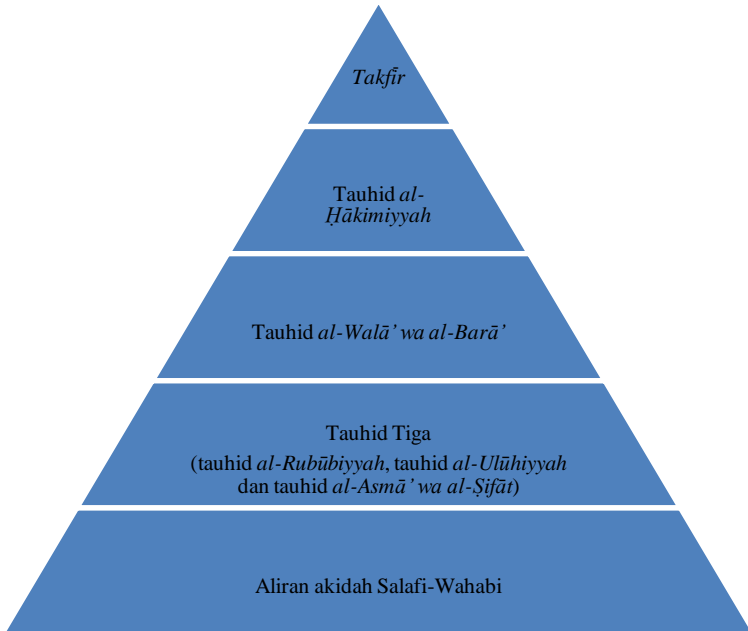 Takfīr
Tauhid al-
Ḥākimiyyah
Tauhid al-Walā’ wa al-Barā’
Tauhid Tiga
(tauhid al-Rubūbiyyah, tauhid al-Ulūhiyyah
dan tauhid al-Asmā’ wa al-Ṣifāt)
Aliran akidah Salafi-Wahabi